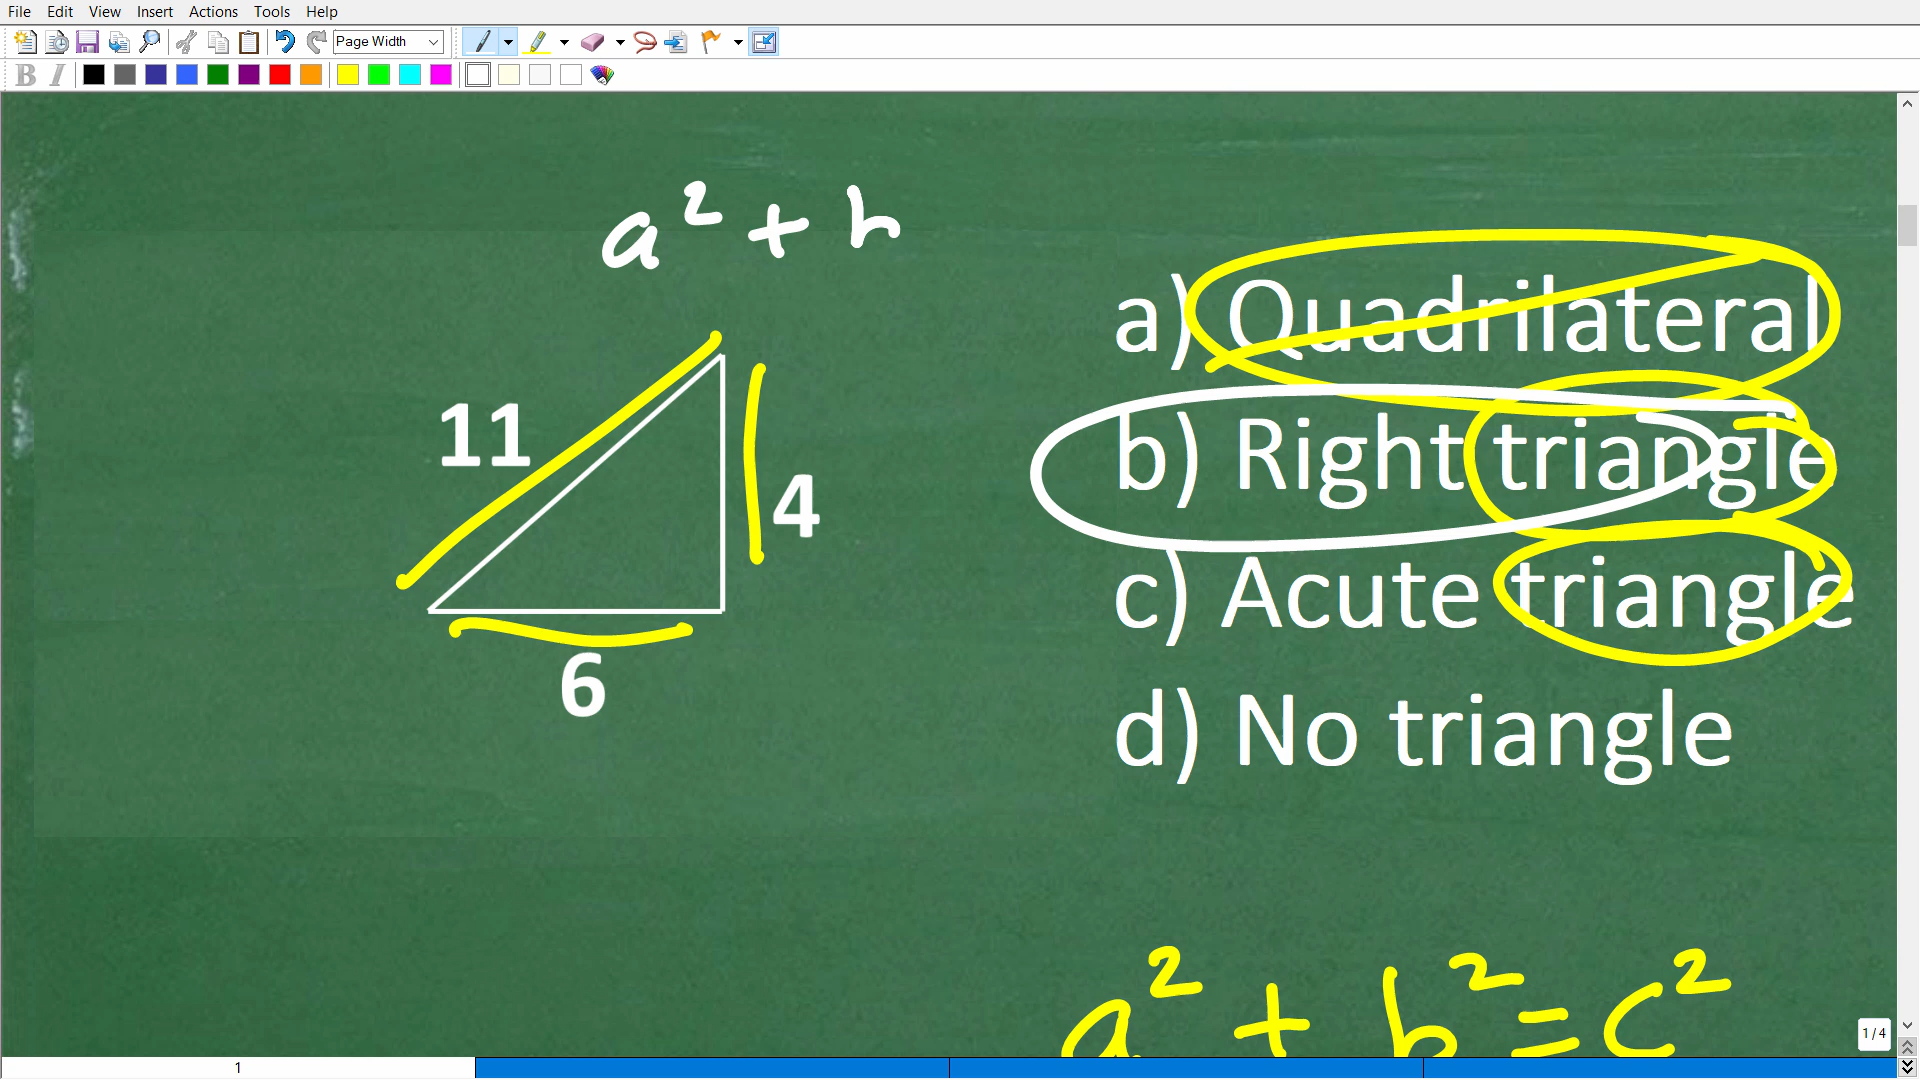 File Edit View Insert Actions Tools Help
Page Width
B I
a² + h
a) Quadrilateral
11
b) Right triangle
4
c) Acute triangle
6
d) No triangle
a² + b² = c²
1 / 4
1